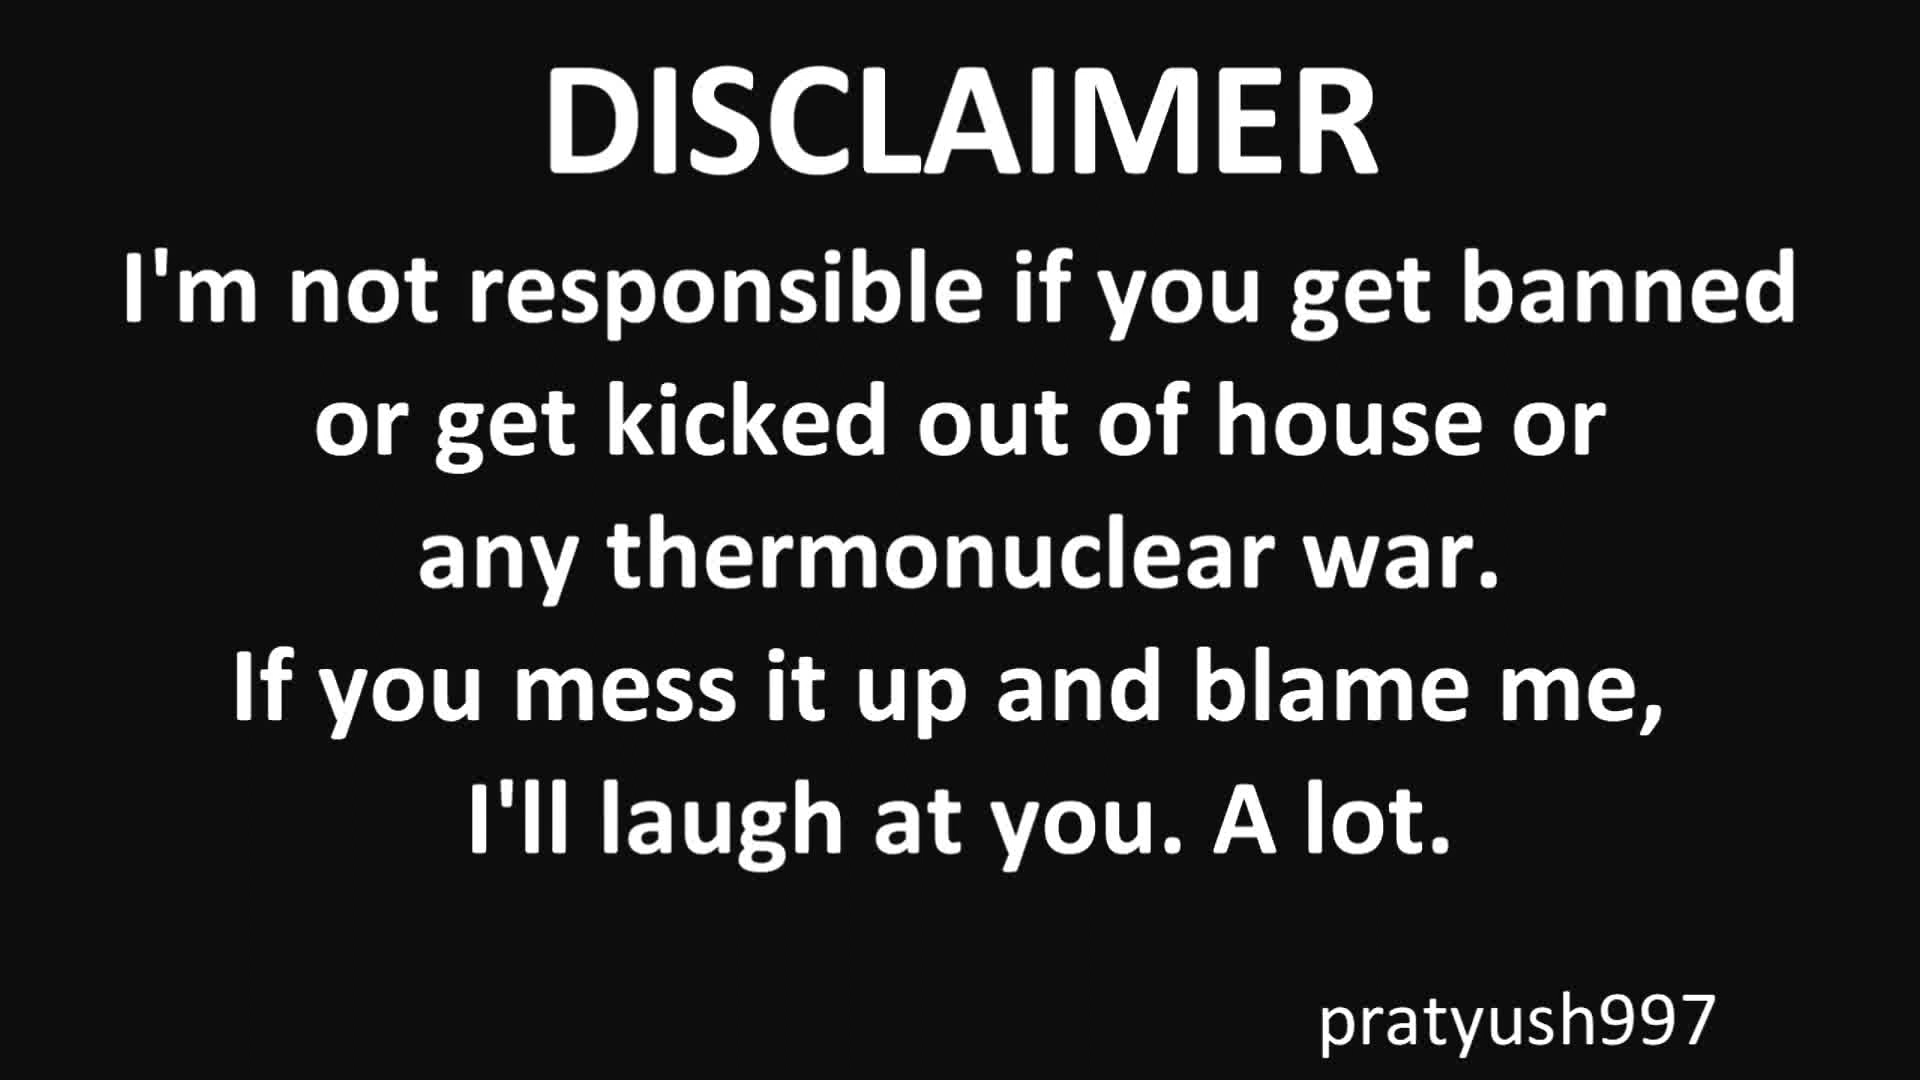 DISCLAIMER
I'm not responsible if you get banned
or get kicked out of house or
any thermonuclear war.
If you mess it up and blame me,
I'll laugh at you. A lot.
pratyush997